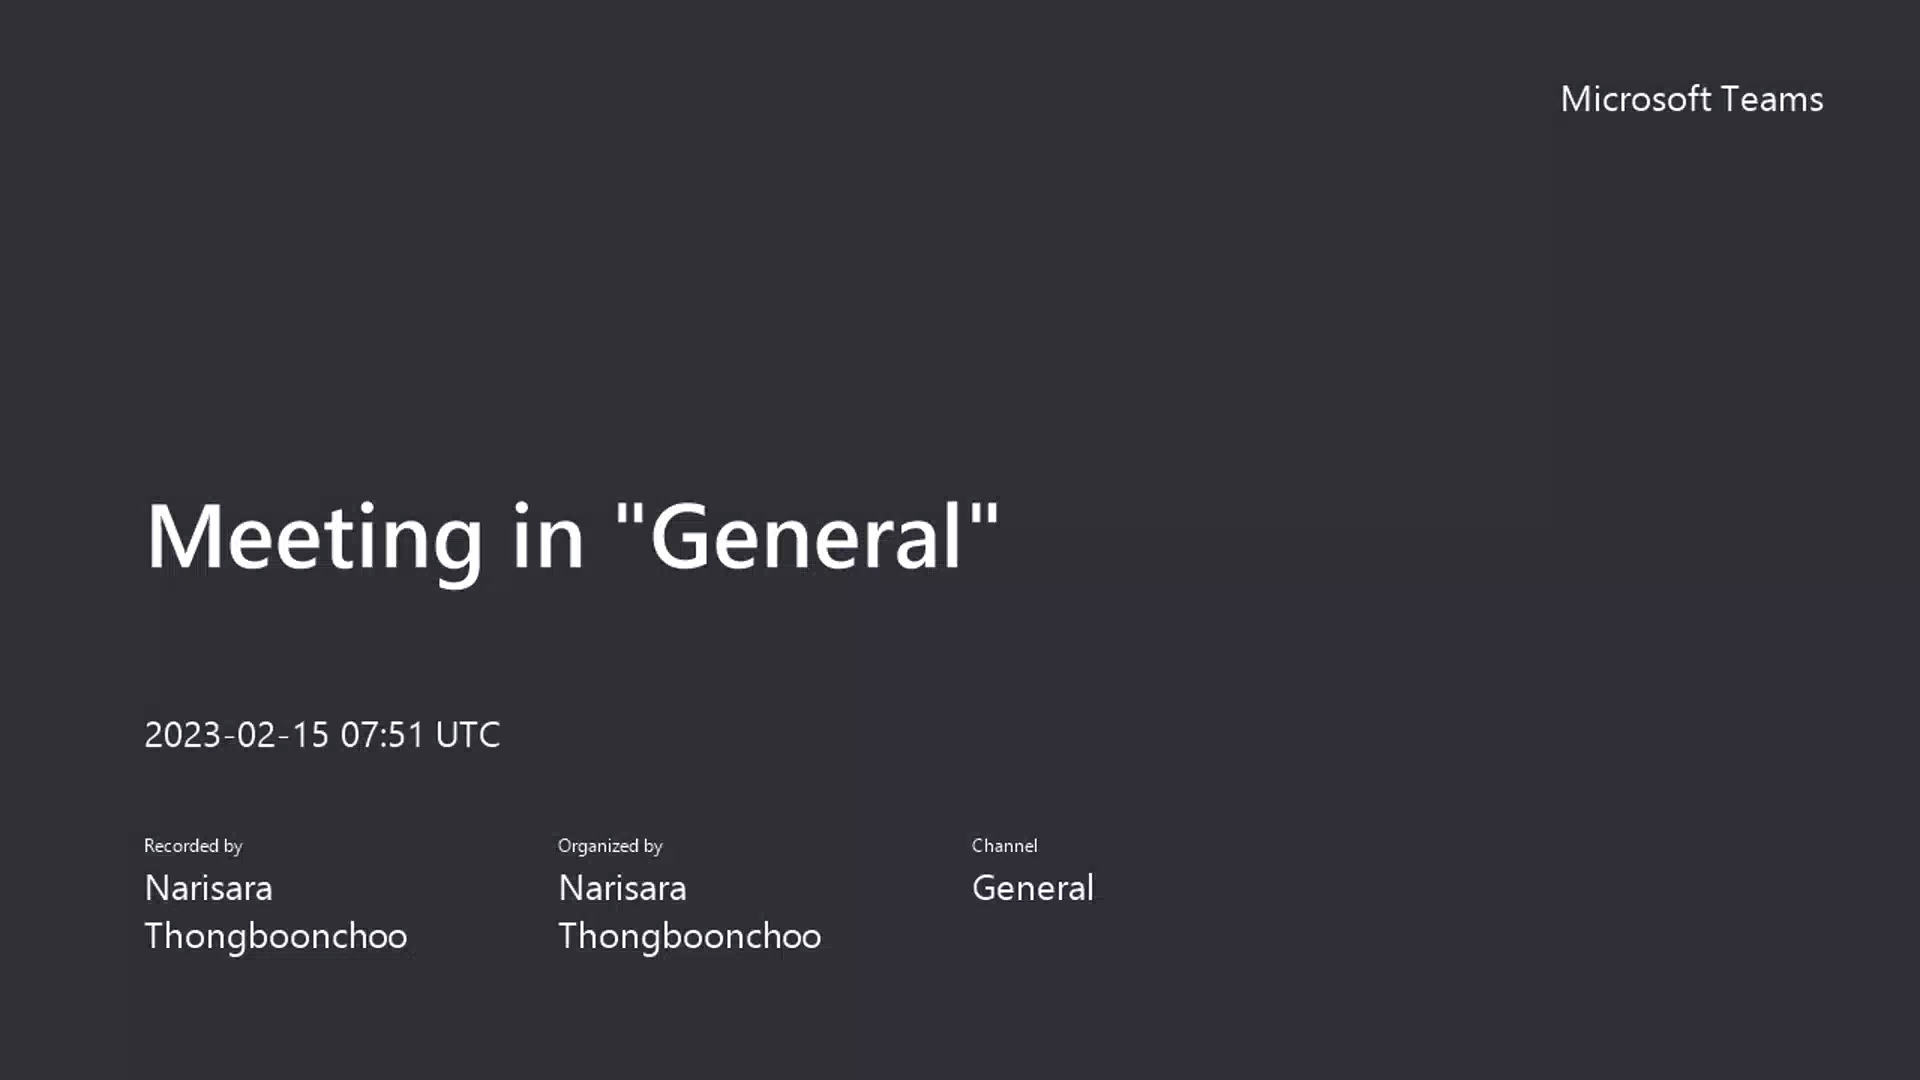 Microsoft Teams
Meeting in "General"
2023-02-15 07:51 UTC
Recorded by
Narisara
Thongboonchoo
Organized by
Narisara
Thongboonchoo
Channel
General